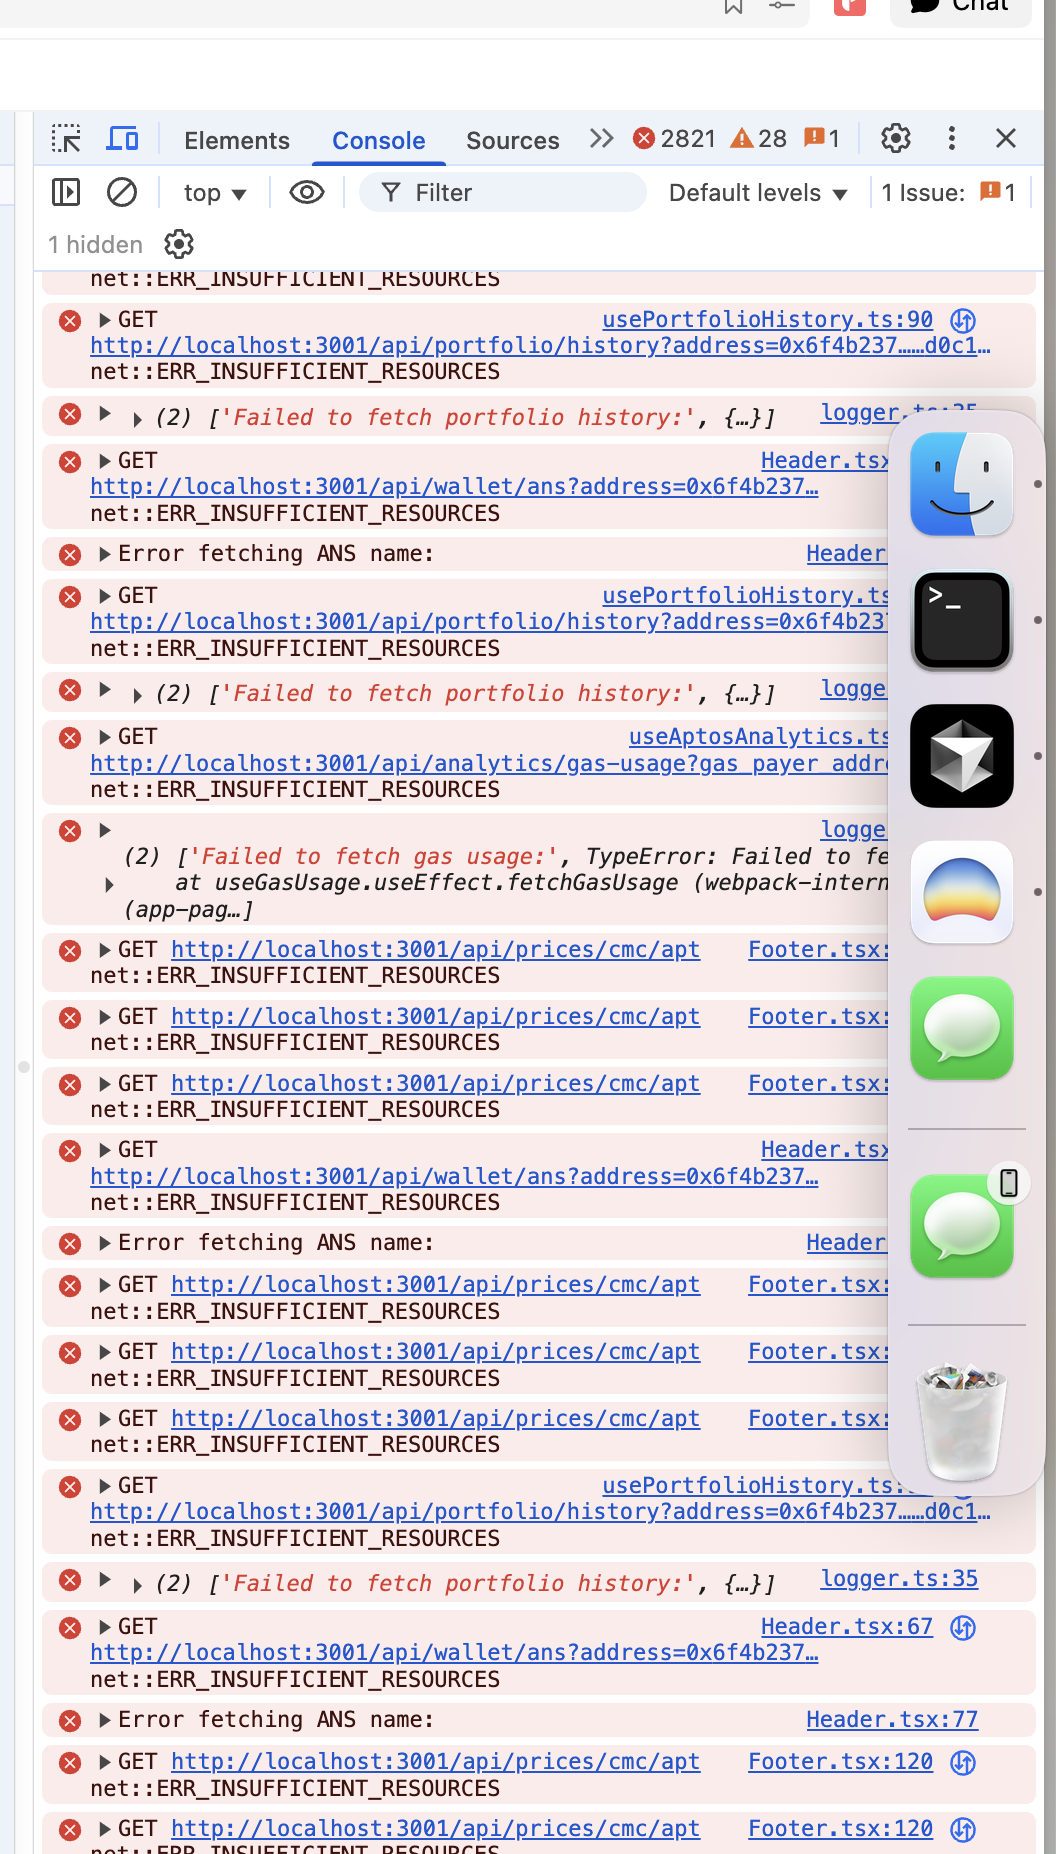 Chat
Elements Console Sources 2821 28 1
top Filter Default levels 1 Issue: 1
1 hidden
net::ERR_INSUFFICIENT_RESOURCES
GET usePortfolioHistory.ts:90
http://localhost:3001/api/portfolio/history?address=0x6f4b237……d0c1…
net::ERR_INSUFFICIENT_RESOURCES
(2) ['Failed to fetch portfolio history:', {…}] logger.ts:35
GET Header.tsx
http://localhost:3001/api/wallet/ans?address=0x6f4b237…
net::ERR_INSUFFICIENT_RESOURCES
Error fetching ANS name: Header
GET usePortfolioHistory.ts
http://localhost:3001/api/portfolio/history?address=0x6f4b237
net::ERR_INSUFFICIENT_RESOURCES
(2) ['Failed to fetch portfolio history:', {…}] logge
GET useAptosAnalytics.ts
http://localhost:3001/api/analytics/gas-usage?gas_payer_addre
net::ERR_INSUFFICIENT_RESOURCES
logge
(2) ['Failed to fetch gas usage:', TypeError: Failed to fe
at useGasUsage.useEffect.fetchGasUsage (webpack-intern
(app-pag…]
GET http://localhost:3001/api/prices/cmc/apt Footer.tsx:
net::ERR_INSUFFICIENT_RESOURCES
GET http://localhost:3001/api/prices/cmc/apt Footer.tsx:
net::ERR_INSUFFICIENT_RESOURCES
GET http://localhost:3001/api/prices/cmc/apt Footer.tsx:
net::ERR_INSUFFICIENT_RESOURCES
GET Header.tsx
http://localhost:3001/api/wallet/ans?address=0x6f4b237…
net::ERR_INSUFFICIENT_RESOURCES
Error fetching ANS name: Header
GET http://localhost:3001/api/prices/cmc/apt Footer.tsx:
net::ERR_INSUFFICIENT_RESOURCES
GET http://localhost:3001/api/prices/cmc/apt Footer.tsx:
net::ERR_INSUFFICIENT_RESOURCES
GET http://localhost:3001/api/prices/cmc/apt Footer.tsx:
net::ERR_INSUFFICIENT_RESOURCES
GET usePortfolioHistory.ts:
http://localhost:3001/api/portfolio/history?address=0x6f4b237……d0c1…
net::ERR_INSUFFICIENT_RESOURCES
(2) ['Failed to fetch portfolio history:', {…}] logger.ts:35
GET Header.tsx:67
http://localhost:3001/api/wallet/ans?address=0x6f4b237…
net::ERR_INSUFFICIENT_RESOURCES
Error fetching ANS name: Header.tsx:77
GET http://localhost:3001/api/prices/cmc/apt Footer.tsx:120
net::ERR_INSUFFICIENT_RESOURCES
GET http://localhost:3001/api/prices/cmc/apt Footer.tsx:120
net::ERR_INSUFFICIENT_RESOURCES